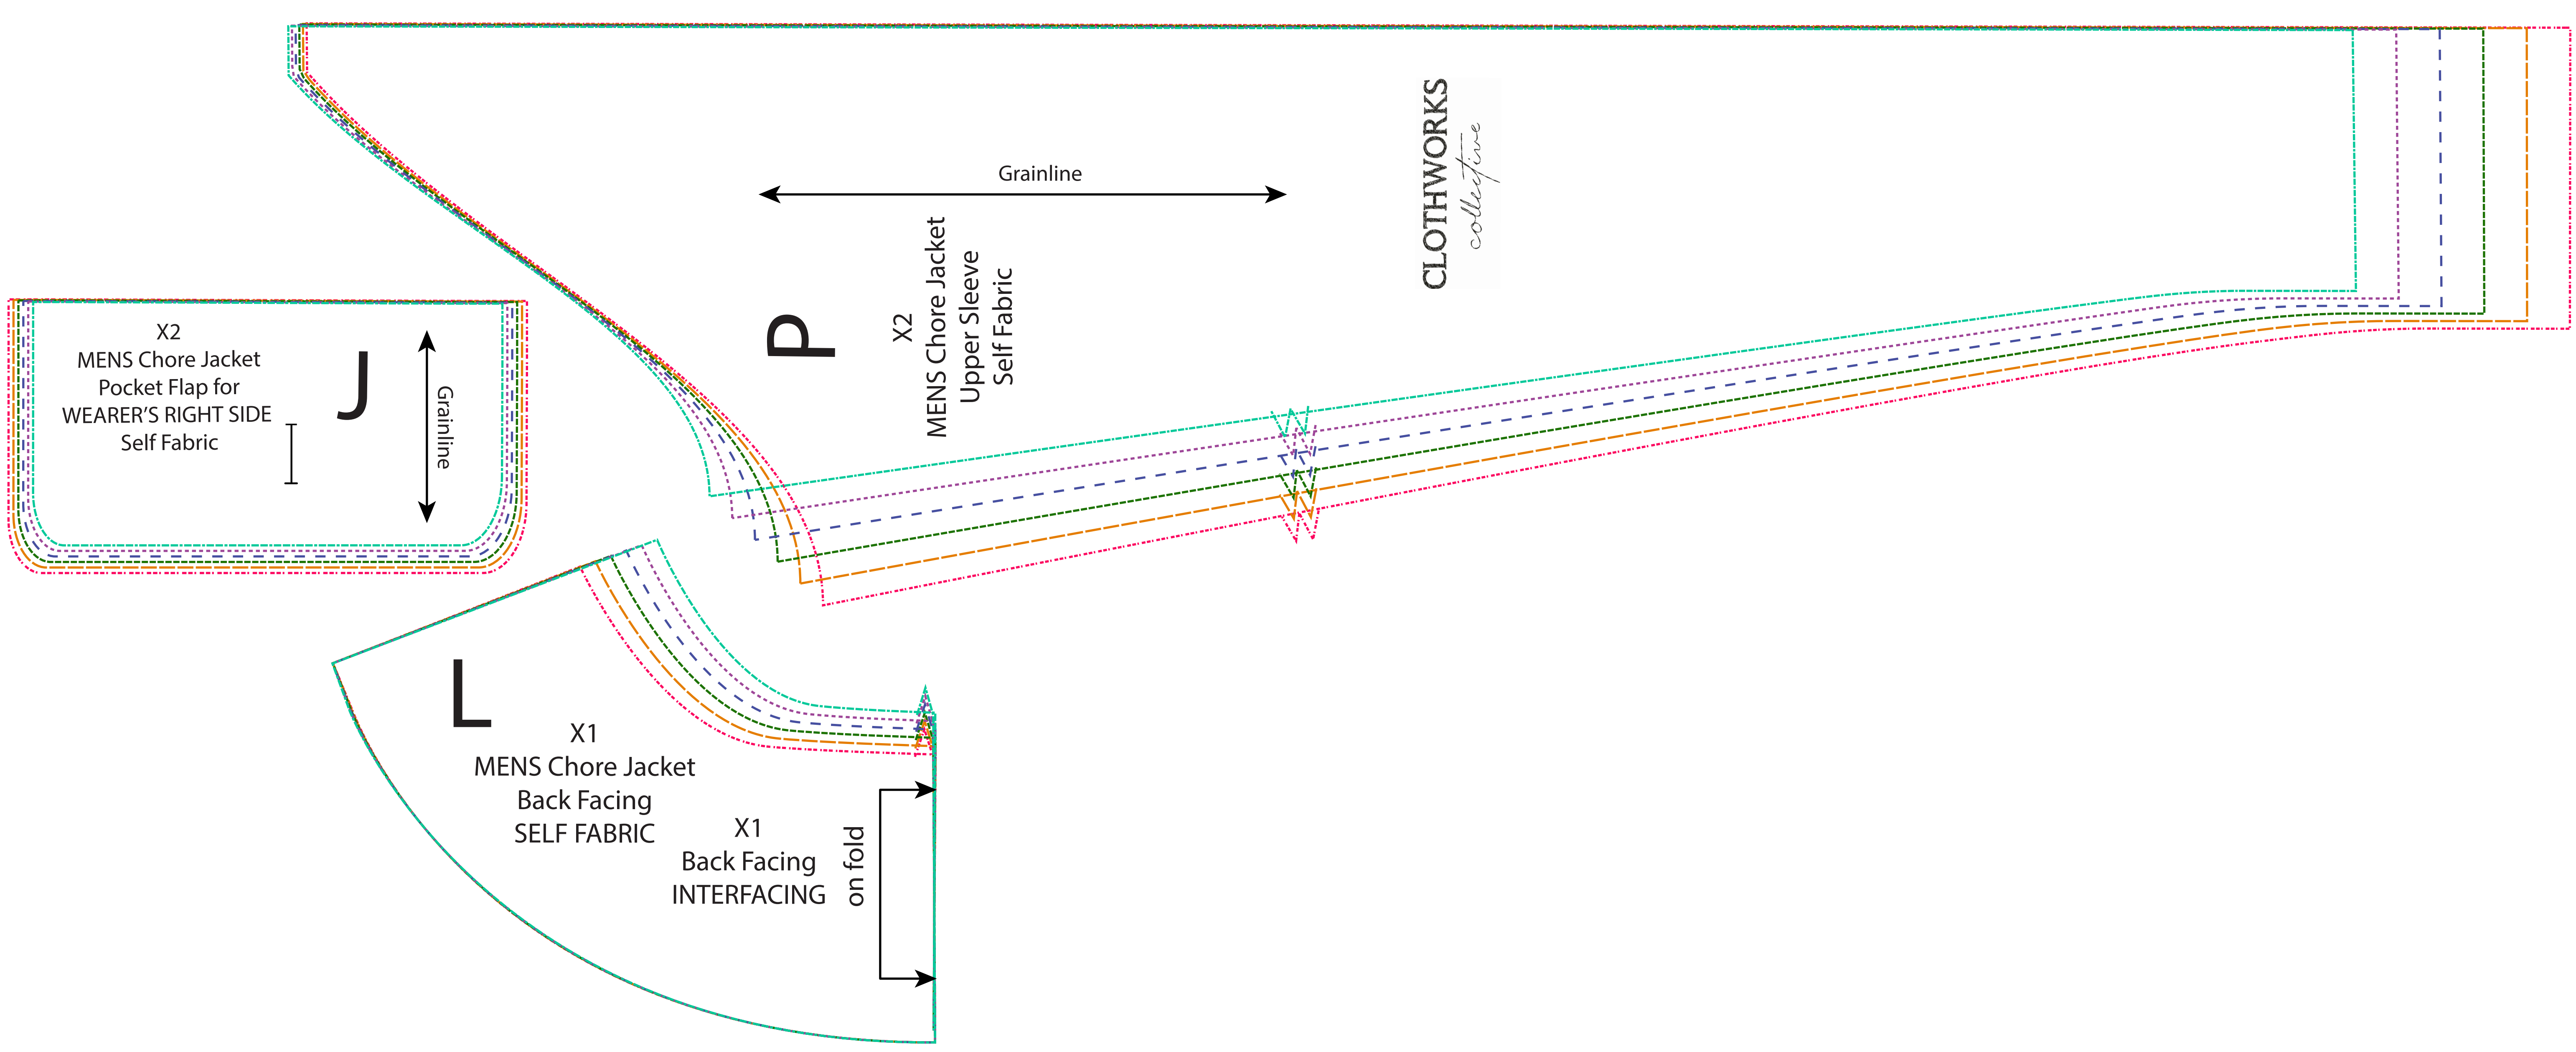 Grainline
CLOTHWORKS
collective
P
X2
MENS Chore Jacket
Upper Sleeve
Self Fabric
X2
MENS Chore Jacket
Pocket Flap for
WEARER'S RIGHT SIDE
Self Fabric
J
Grainline
L
X1
MENS Chore Jacket
Back Facing
SELF FABRIC
X1
Back Facing
INTERFACING
on fold